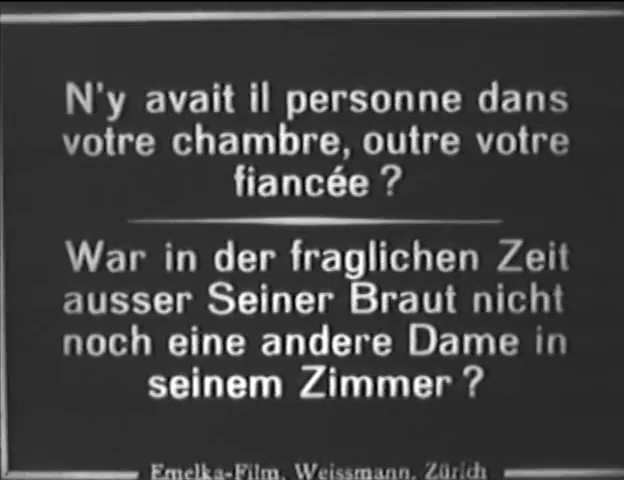 N'y avait il personne dans
votre chambre, outre votre
fiancée ?
War in der fraglichen Zeit
ausser Seiner Braut nicht
noch eine andere Dame in
seinem Zimmer ?
Emelka-Film, Weissmann, Zürich